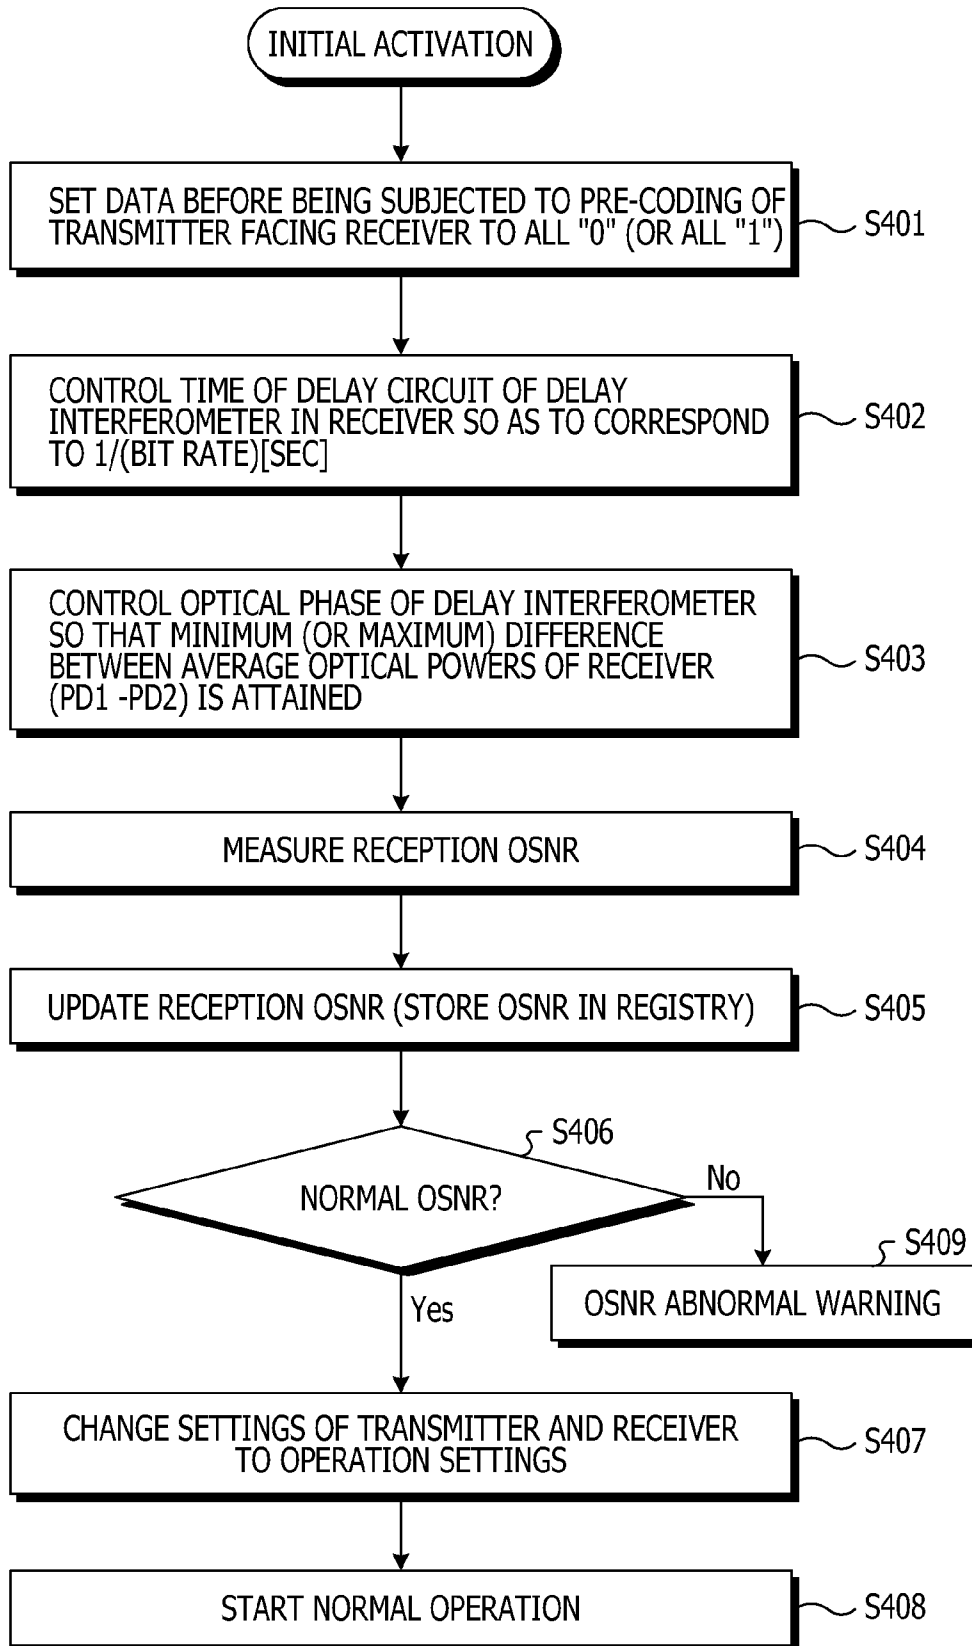 INITIAL ACTIVATION
SET DATA BEFORE BEING SUBJECTED TO PRE-CODING OF
TRANSMITTER FACING RECEIVER TO ALL "0" (OR ALL "1")
S401
CONTROL TIME OF DELAY CIRCUIT OF DELAY
INTERFEROMETER IN RECEIVER SO AS TO CORRESPOND
TO 1/(BIT RATE)[SEC]
S402
CONTROL OPTICAL PHASE OF DELAY INTERFEROMETER
SO THAT MINIMUM (OR MAXIMUM) DIFFERENCE
BETWEEN AVERAGE OPTICAL POWERS OF RECEIVER
(PD1 -PD2) IS ATTAINED
S403
MEASURE RECEPTION OSNR
S404
UPDATE RECEPTION OSNR (STORE OSNR IN REGISTRY)
S405
S406
NORMAL OSNR?
No
S409
OSNR ABNORMAL WARNING
Yes
CHANGE SETTINGS OF TRANSMITTER AND RECEIVER
TO OPERATION SETTINGS
S407
START NORMAL OPERATION
S408